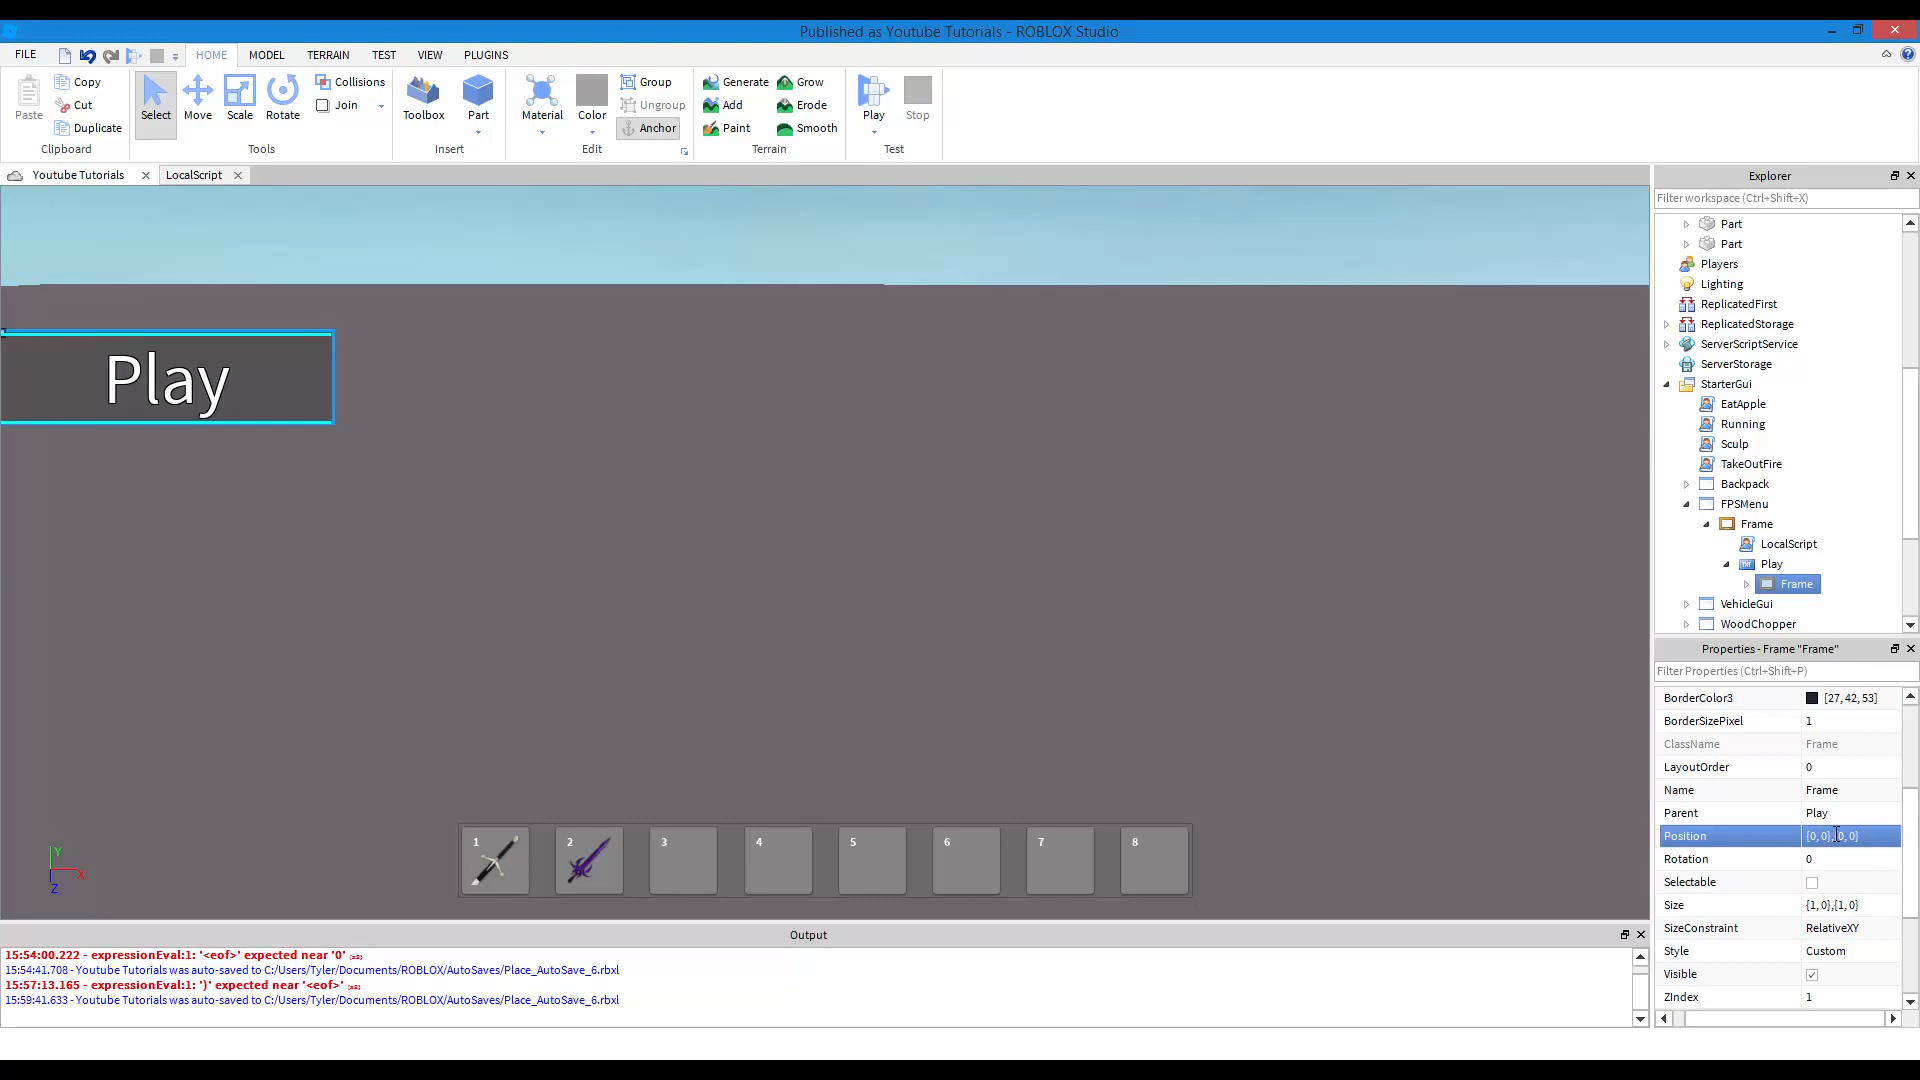 Published as Youtube Tutorials - ROBLOX Studio
FILE
HOME
MODEL
TERRAIN
TEST
VIEW
PLUGINS
Paste
Copy
Cut
Duplicate
Clipboard
Select
Move
Scale
Rotate
Collisions
Join
Tools
Toolbox
Part
Insert
Material
Color
Group
Ungroup
Anchor
Edit
Generate
Add
Paint
Grow
Erode
Smooth
Terrain
Play
Stop
Test
Youtube Tutorials
LocalScript
Play
Y
X
Z
1
2
3
4
5
6
7
8
Output
15:54:00.222 - expressionEval:1: '<eof>' expected near '0'
15:54:41.708 - Youtube Tutorials was auto-saved to C:/Users/Tyler/Documents/ROBLOX/AutoSaves/Place_AutoSave_6.rbxl
15:57:13.165 - expressionEval:1: ')' expected near '<eof>'
15:59:41.633 - Youtube Tutorials was auto-saved to C:/Users/Tyler/Documents/ROBLOX/AutoSaves/Place_AutoSave_6.rbxl
Explorer
Filter workspace (Ctrl+Shift+X)
Part
Part
Players
Lighting
ReplicatedFirst
ReplicatedStorage
ServerScriptService
ServerStorage
StarterGui
EatApple
Running
Sculp
TakeOutFire
Backpack
FPSMenu
Frame
LocalScript
Play
Frame
VehicleGui
WoodChopper
Properties - Frame "Frame"
Filter Properties (Ctrl+Shift+P)
BorderColor3 [27, 42, 53]
BorderSizePixel 1
ClassName Frame
LayoutOrder 0
Name Frame
Parent Play
Position {0, 0},{0, 0}
Rotation 0
Selectable
Size {1, 0},{1, 0}
SizeConstraint RelativeXY
Style Custom
Visible
ZIndex 1